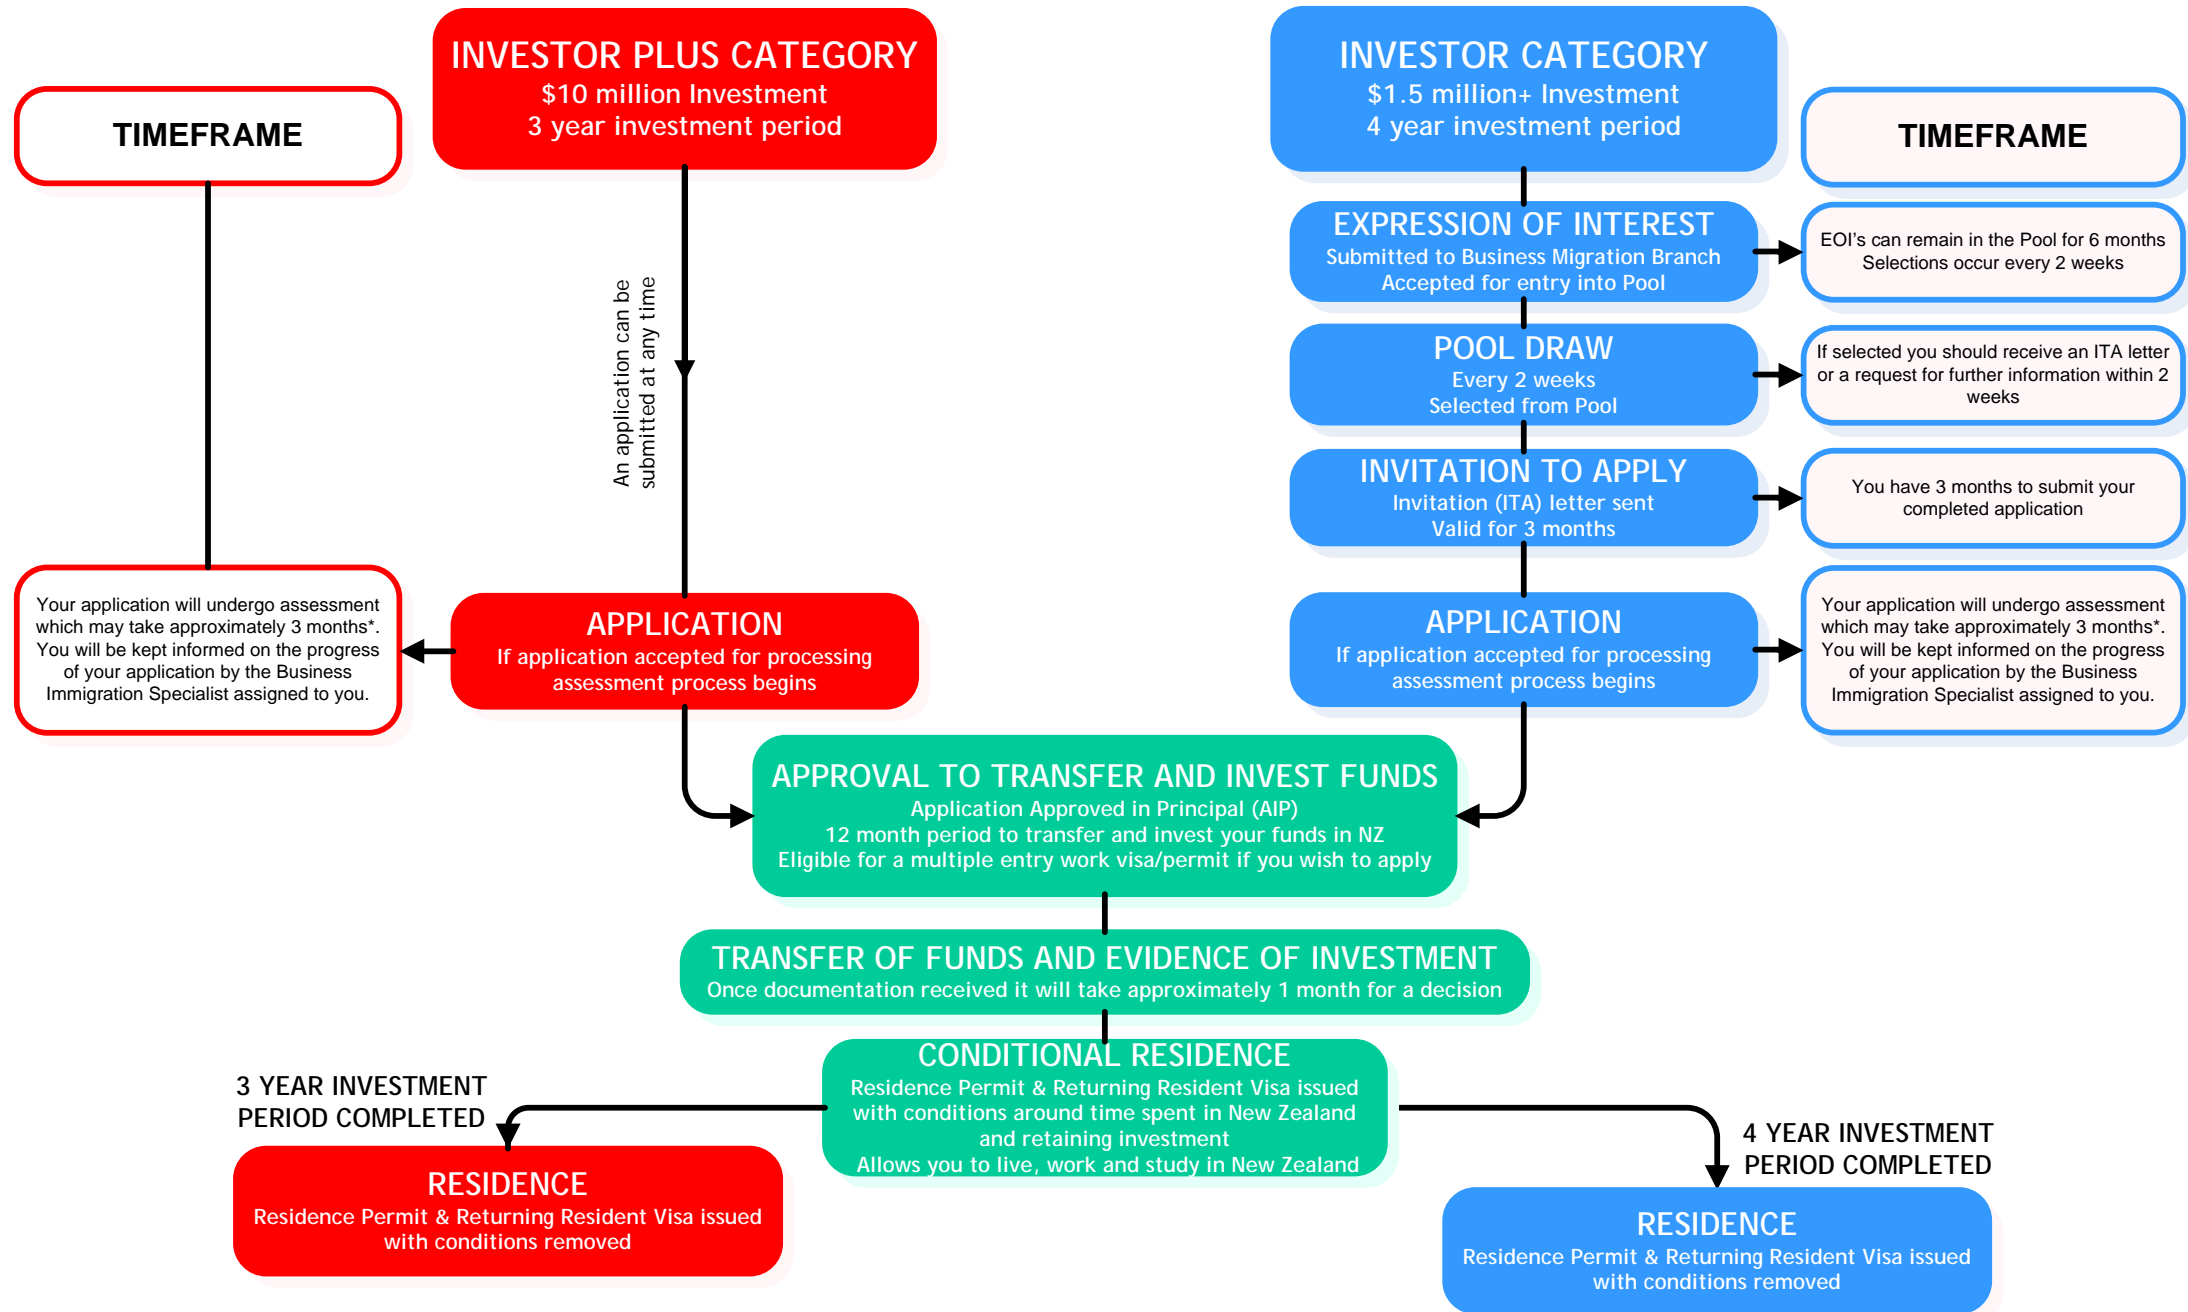 INVESTOR PLUS CATEGORY
$10 million Investment
3 year investment period
TIMEFRAME
An application can be
submitted at any time
APPLICATION
If application accepted for processing
assessment process begins
Your application will undergo assessment
which may take approximately 3 months*.
You will be kept informed on the progress
of your application by the Business
Immigration Specialist assigned to you.
INVESTOR CATEGORY
$1.5 million+ Investment
4 year investment period
TIMEFRAME
EXPRESSION OF INTEREST
Submitted to Business Migration Branch
Accepted for entry into Pool
EOI's can remain in the Pool for 6 months
Selections occur every 2 weeks
POOL DRAW
Every 2 weeks
Selected from Pool
If selected you should receive an ITA letter
or a request for further information within 2
weeks
INVITATION TO APPLY
Invitation (ITA) letter sent
Valid for 3 months
You have 3 months to submit your
completed application
APPLICATION
If application accepted for processing
assessment process begins
Your application will undergo assessment
which may take approximately 3 months*.
You will be kept informed on the progress
of your application by the Business
Immigration Specialist assigned to you.
APPROVAL TO TRANSFER AND INVEST FUNDS
Application Approved in Principal (AIP)
12 month period to transfer and invest your funds in NZ
Eligible for a multiple entry work visa/permit if you wish to apply
TRANSFER OF FUNDS AND EVIDENCE OF INVESTMENT
Once documentation received it will take approximately 1 month for a decision
CONDITIONAL RESIDENCE
Residence Permit & Returning Resident Visa issued
with conditions around time spent in New Zealand
and retaining investment
Allows you to live, work and study in New Zealand
3 YEAR INVESTMENT
PERIOD COMPLETED
RESIDENCE
Residence Permit & Returning Resident Visa issued
with conditions removed
4 YEAR INVESTMENT
PERIOD COMPLETED
RESIDENCE
Residence Permit & Returning Resident Visa issued
with conditions removed